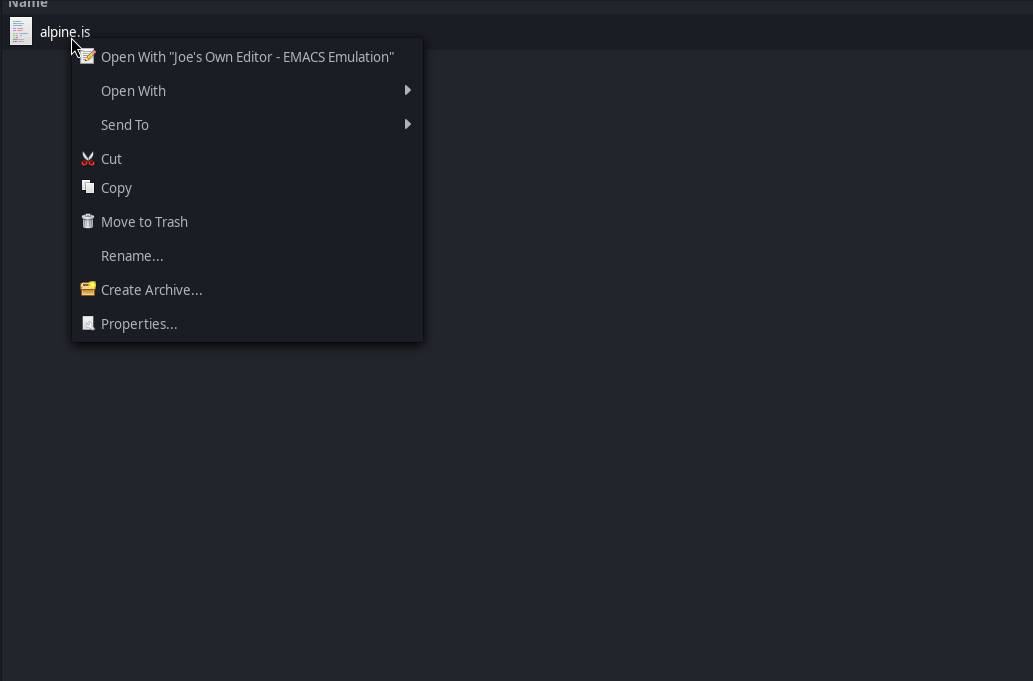 Name
alpine.js
Open With "Joe's Own Editor - EMACS Emulation"
Open With
Send To
Cut
Copy
Move to Trash
Rename...
Create Archive...
Properties...